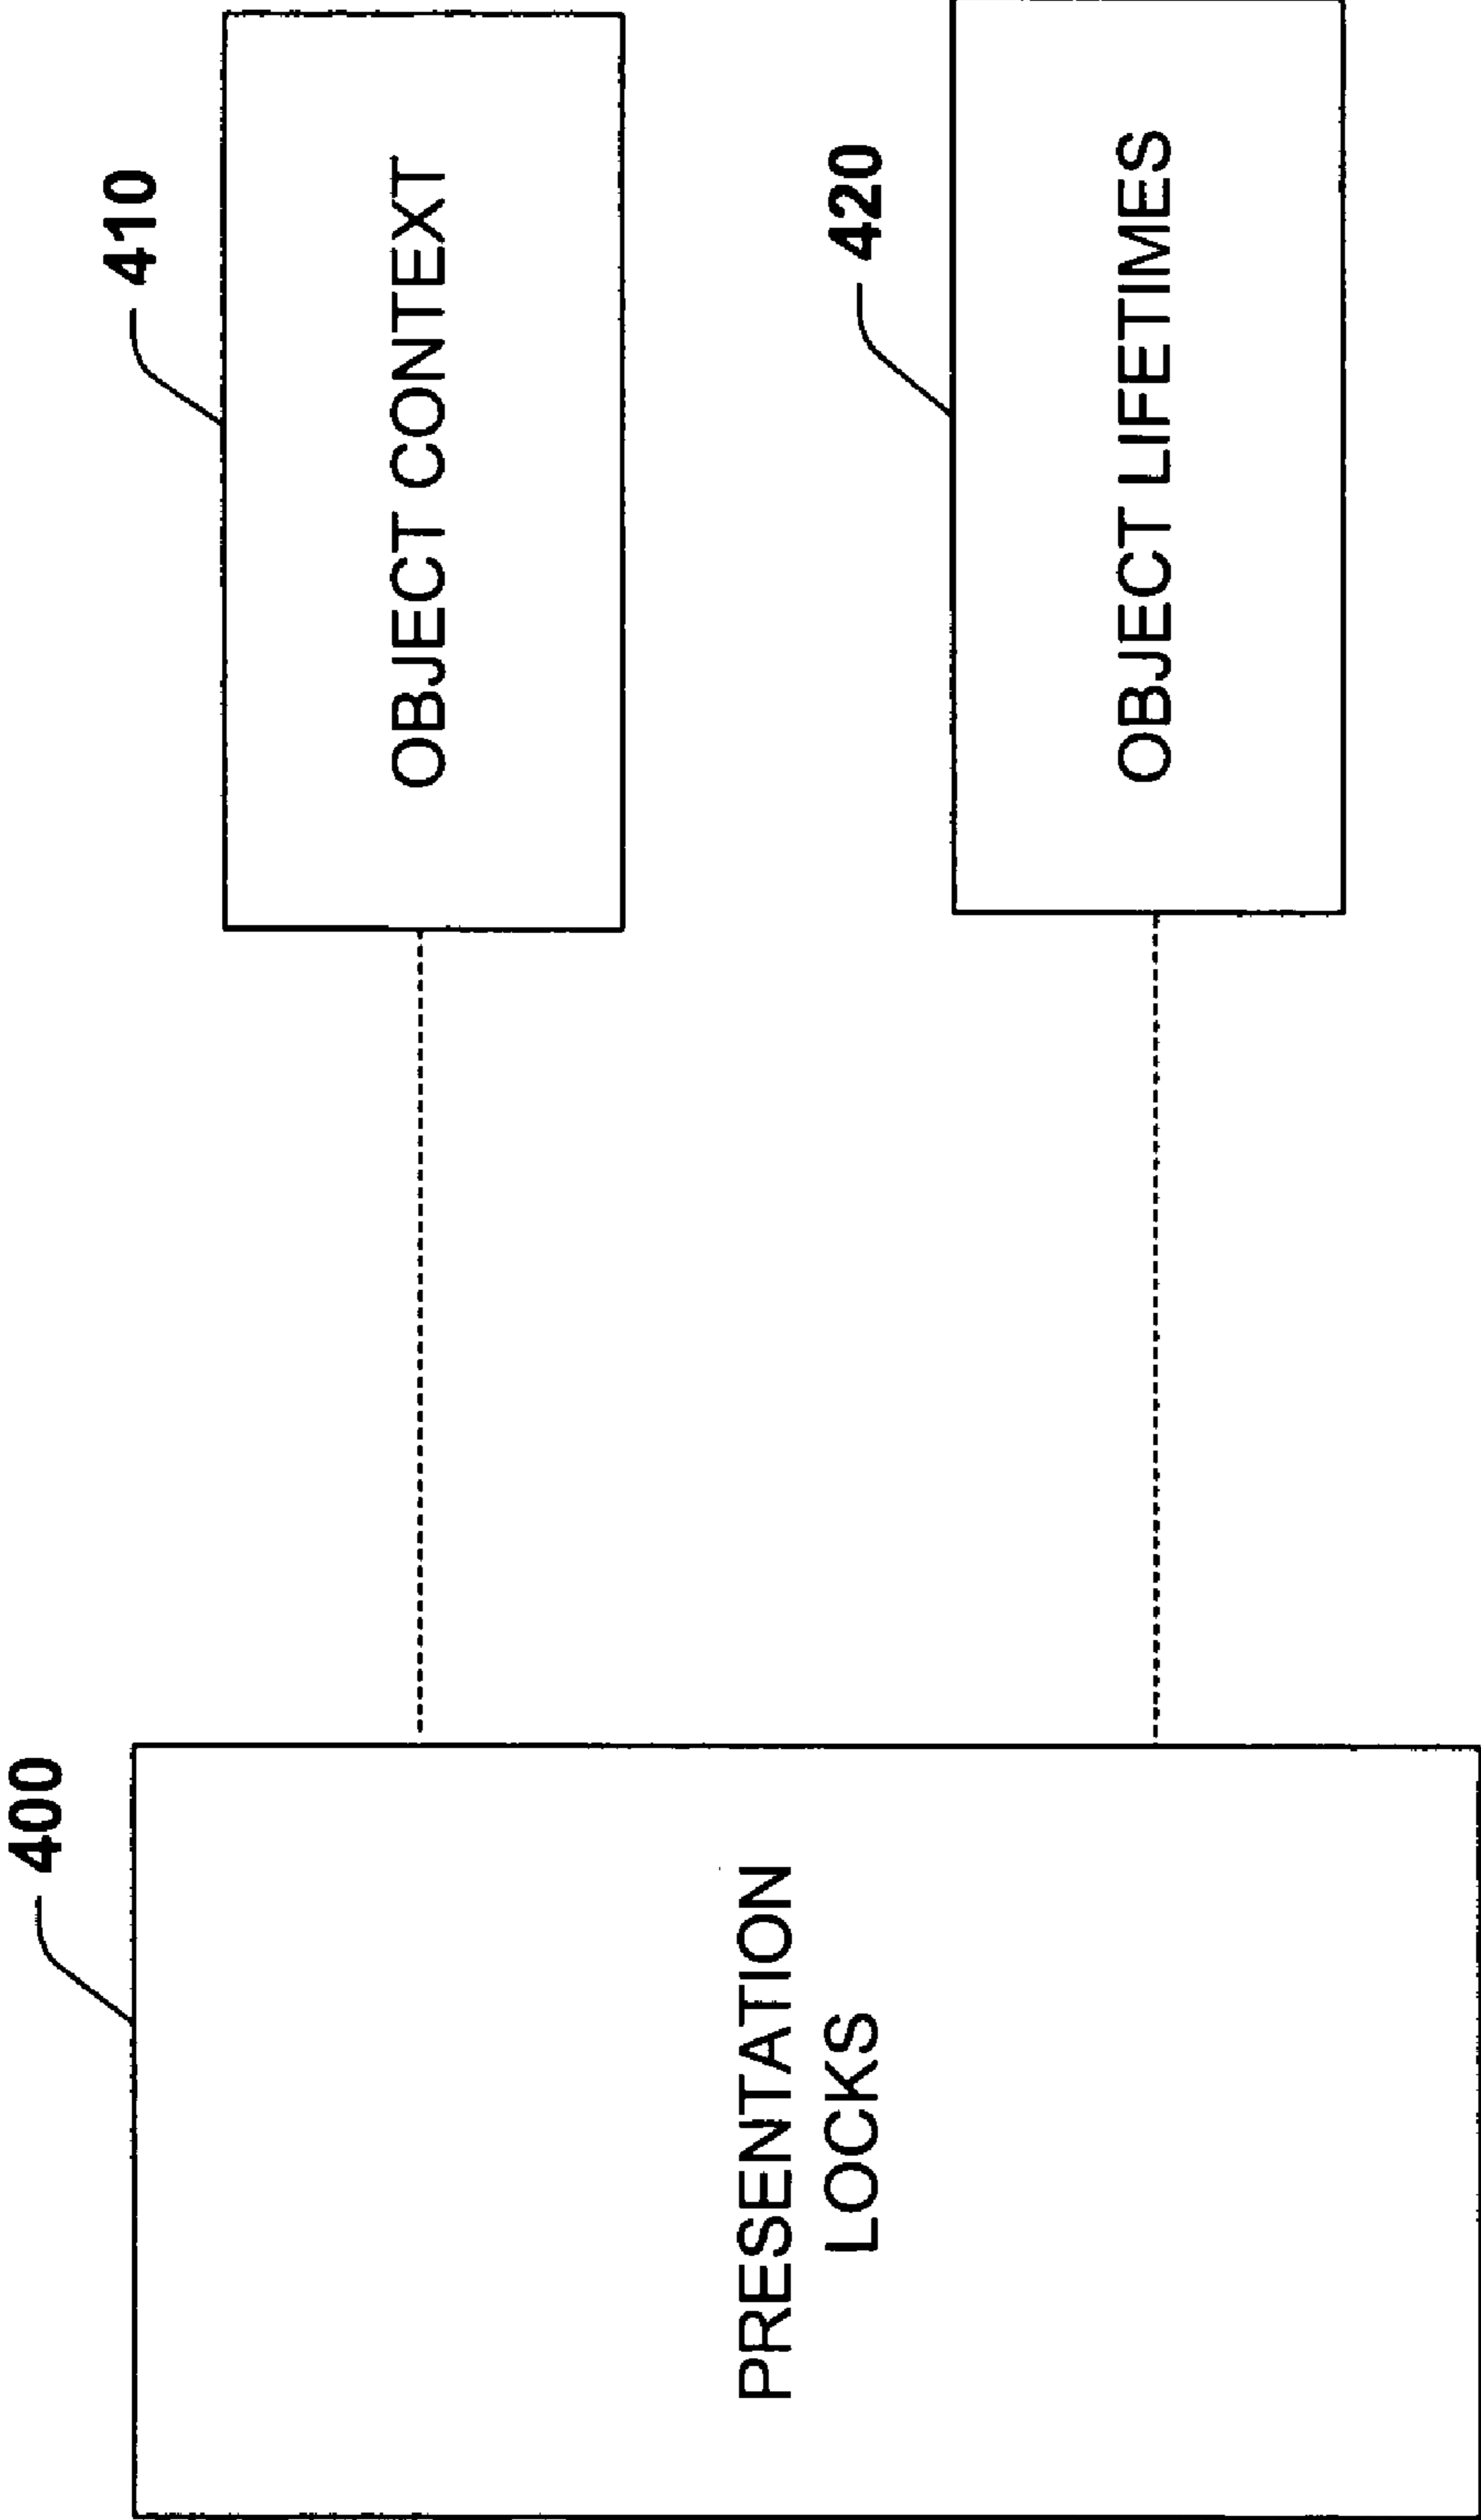 400
PRESENTATION
LOCKS
410
OBJECT CONTEXT
420
OBJECT LIFETIMES